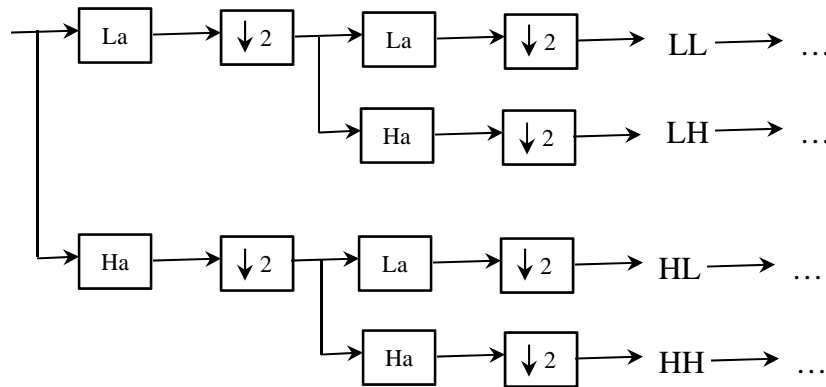 La ↓ 2 La ↓ 2 LL …
Ha ↓ 2 LH …
Ha ↓ 2 La ↓ 2 HL …
Ha ↓ 2 HH …